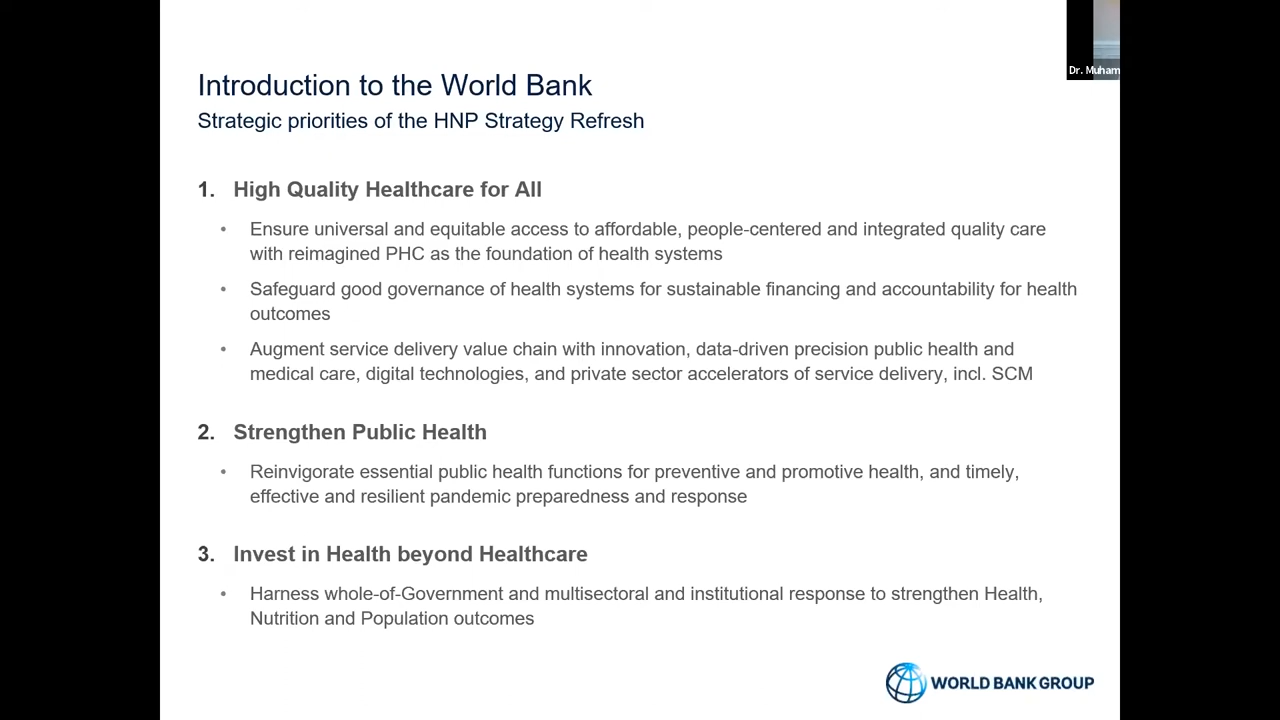 Dr. Muham
Introduction to the World Bank
Strategic priorities of the HNP Strategy Refresh
1. High Quality Healthcare for All
• Ensure universal and equitable access to affordable, people-centered and integrated quality care
with reimagined PHC as the foundation of health systems
• Safeguard good governance of health systems for sustainable financing and accountability for health
outcomes
• Augment service delivery value chain with innovation, data-driven precision public health and
medical care, digital technologies, and private sector accelerators of service delivery, incl. SCM
2. Strengthen Public Health
• Reinvigorate essential public health functions for preventive and promotive health, and timely,
effective and resilient pandemic preparedness and response
3. Invest in Health beyond Healthcare
• Harness whole-of-Government and multisectoral and institutional response to strengthen Health,
Nutrition and Population outcomes
WORLD BANK GROUP